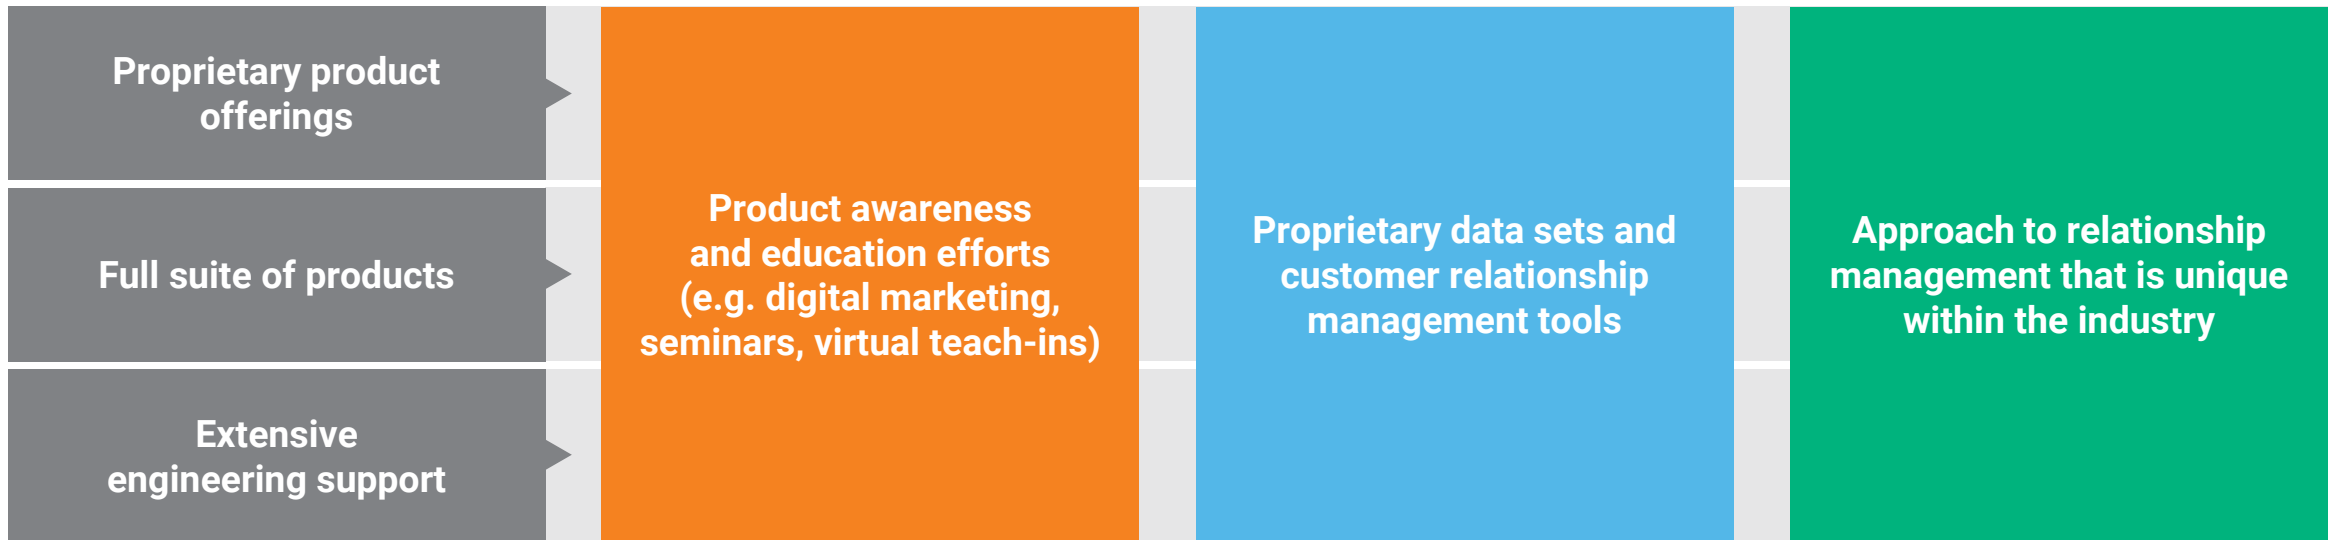 Proprietary product
offerings
Full suite of products
Extensive
engineering support
Product awareness
and education efforts
(e.g. digital marketing,
seminars, virtual teach-ins)
Proprietary data sets and
customer relationship
management tools
Approach to relationship
management that is unique
within the industry